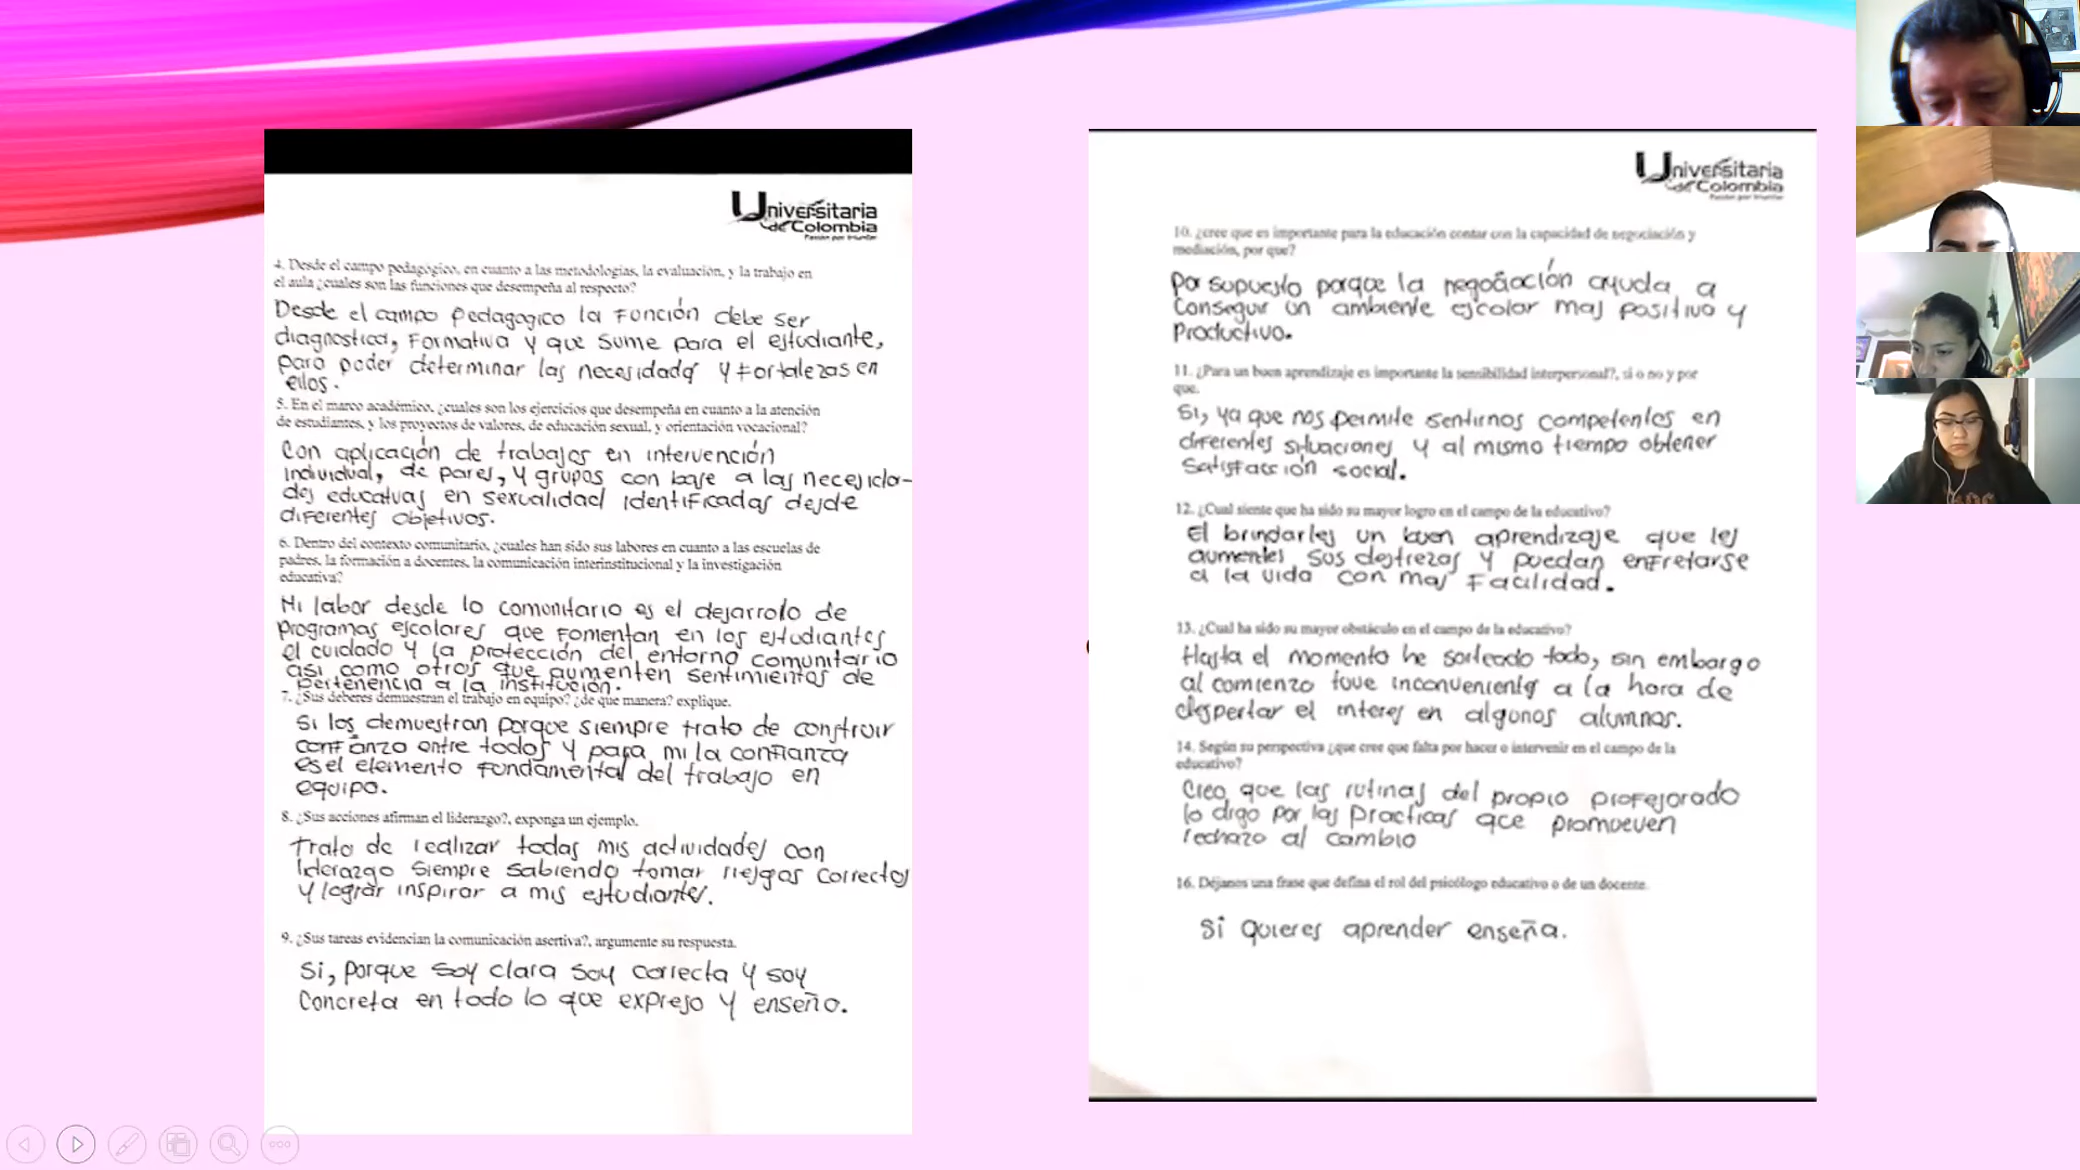 Universitaria
de Colombia
Pasión por triunfar
4. Desde el campo pedagógico, en cuanto a las metodologías, la evaluación, y la trabajo en
el aula ¿cuales son las funciones que desempeña al respecto?
Desde el campo Pedagogico la Función debe ser
diagnostica, Formativa y que sume para el estudiante,
para poder determinar las necesidades y Fortalezas en
ellos.
5. En el marco académico, ¿cuales son los ejercicios que desempeña en cuanto a la atención
de estudiantes, y los proyectos de valores, de educación sexual, y orientación vocacional?
Con aplicación de trabajos en intervención
individual, de pares, y grupos con base a las necesida-
des educativas en sexualidad identificadas desde
diferentes objetivos.
6. Dentro del contexto comunitario, ¿cuales han sido sus labores en cuanto a las escuelas de
padres, la formación a docentes, la comunicación interinstitucional y la investigación
educativa?
Mi labor desde lo comunitario es el desarrolo de
programas escolares que fomentan en los estudiantes
el cuidado y la protección del entorno comunitario
asi como otros que aumenten sentimientos de
pertenencia a la institución.
7. ¿Sus deberes demuestran el trabajo en equipo? ¿de que manera? explique.
Si los demuestran porque siempre trato de construir
confianza entre todos y para mi la confianza
es el elemento fundamental del trabajo en
equipo.
8. ¿Sus acciones afirman el liderazgo?, exponga un ejemplo.
Trato de realizar todas mis actividades con
liderazgo siempre sabiendo tomar riesgos correctos
y lograr inspirar a mis estudiantes.
9. ¿Sus tareas evidencian la comunicación asertiva?, argumente su respuesta.
Si, porque soy clara soy correcta y soy
Concreta en todo lo que expreso y enseño.
Universitaria
de Colombia
Pasión por triunfar
10. ¿cree que es importante para la educación contar con la capacidad de negociación y
mediación, por que?
Por supuesto porque la negociación ayuda a
Conseguir un ambiente escolar mas positivo y
Productivo.
11. ¿Para un buen aprendizaje es importante la sensibilidad interpersonal?, si o no y por
que.
Si, ya que nos permite sentirnos competentes en
diferentes situaciones y al mismo tiempo obtener
satisfacción social.
12. ¿Cual siente que ha sido su mayor logro en el campo de la educativo?
El brindarles un buen aprendizaje que les
aumentes sus destrezas y puedan enfretarse
a la vida con mas facilidad.
13. ¿Cual ha sido su mayor obstáculo en el campo de la educativo?
Hasta el momento he sorteado todo, sin embargo
al comienzo tuve inconvenientes a la hora de
despertar el interes en algunos alumnos.
14. Según su perspectiva ¿que cree que falta por hacer o intervenir en el campo de la
educativo?
Creo que las rutinas del propio profesorado
lo digo por las Practicas que promueven
rechazo al cambio
16. Déjanos una frase que defina el rol del psicólogo educativo o de un docente.
Si quieres aprender enseña.